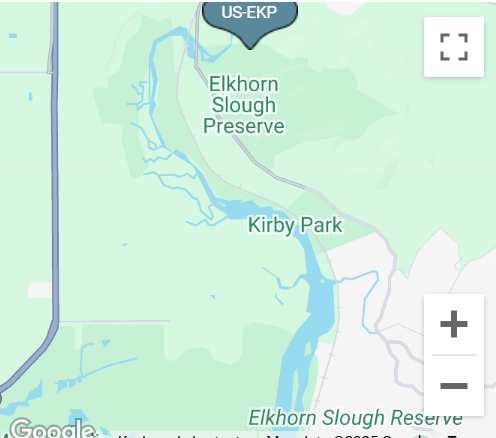 US-EKP
Elkhorn
Slough
Preserve
Kirby Park
Elkhorn Slough Reserve
Google